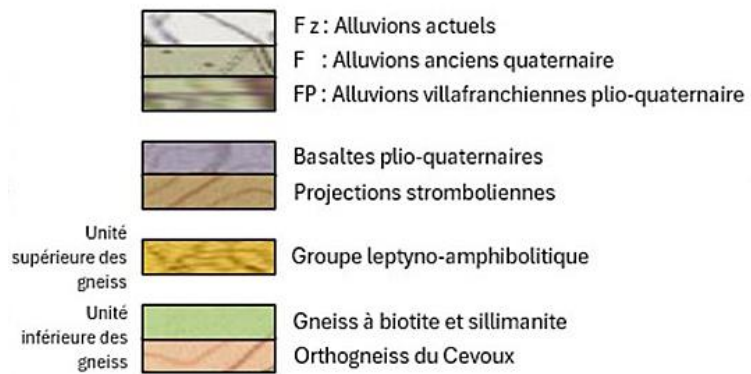 F z : Alluvions actuels
F : Alluvions anciens quaternaire
FP : Alluvions villafranchiennes plio-quaternaire
Basaltes plio-quaternaires
Projections stromboliennes
Unité
supérieure des
gneiss
Groupe leptyno-amphibolitique
Unité
inférieure des
gneiss
Gneiss à biotite et sillimanite
Orthogneiss du Cevoux